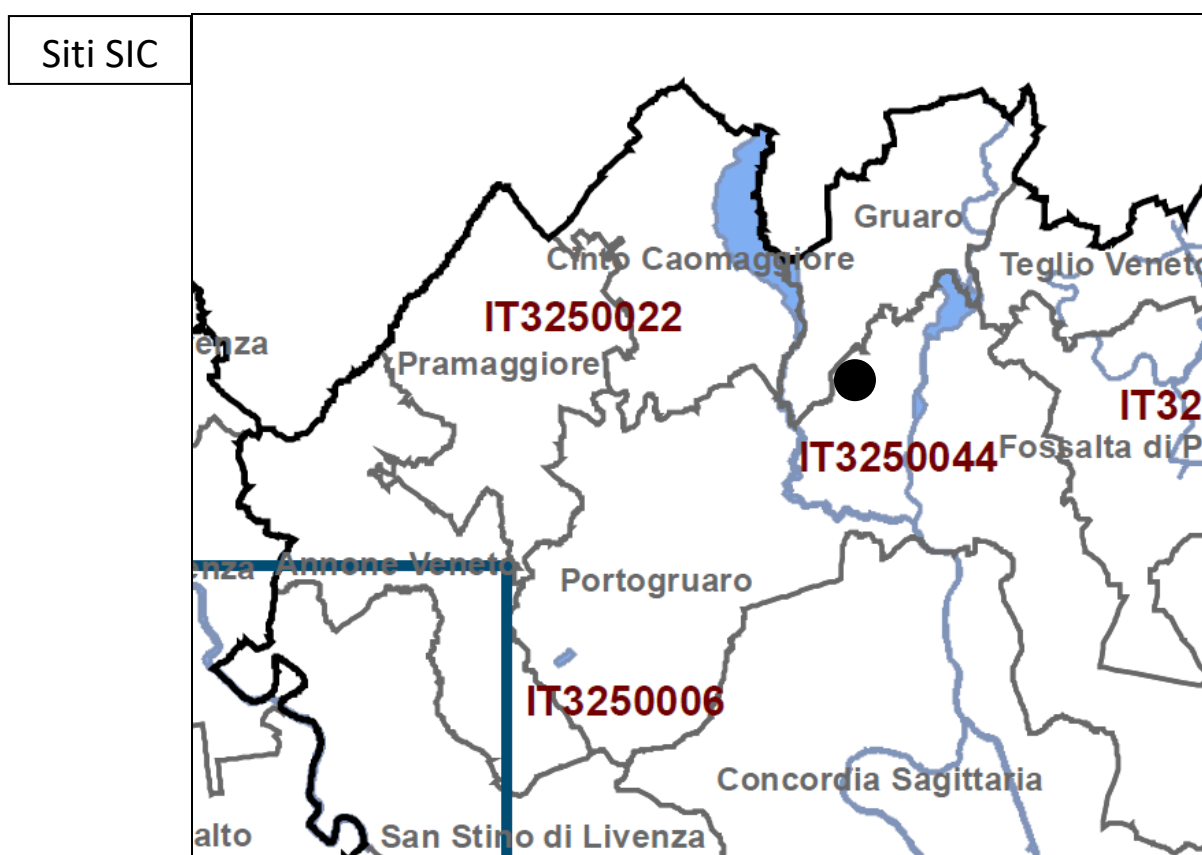 Siti SIC
Gruaro
Cinto Caomaggiore
Teglio Veneto
IT3250022
enza
Pramaggiore
IT32
IT3250044
Fossalta di P
Annone Veneto
enza
Portogruaro
IT3250006
Concordia Sagittaria
alto
San Stino di Livenza